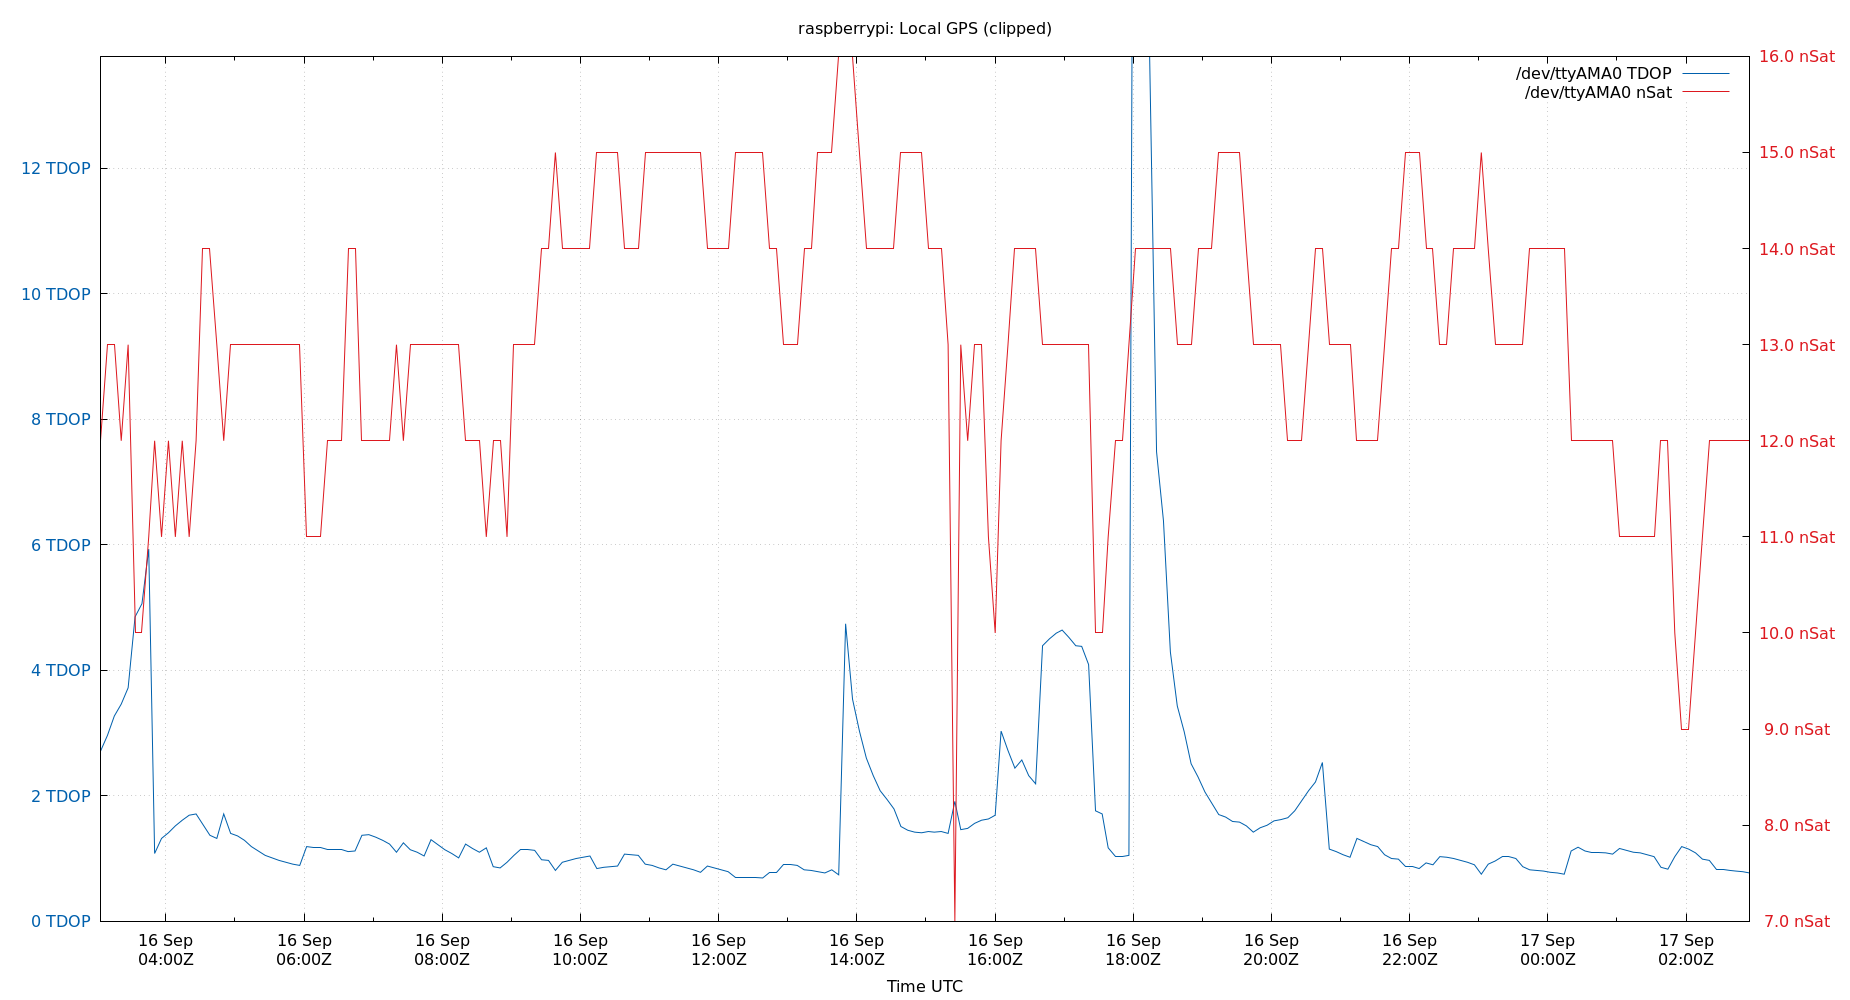 raspberrypi: Local GPS (clipped)
16.0 nSat
/dev/ttyAMA0 TDOP
/dev/ttyAMA0 nSat
15.0 nSat
12 TDOP
14.0 nSat
10 TDOP
13.0 nSat
8 TDOP
12.0 nSat
6 TDOP
11.0 nSat
10.0 nSat
4 TDOP
9.0 nSat
2 TDOP
8.0 nSat
0 TDOP
7.0 nSat
16 Sep 16 Sep 16 Sep 16 Sep 16 Sep 16 Sep 16 Sep 16 Sep 16 Sep 16 Sep 17 Sep 17 Sep
04:00Z 06:00Z 08:00Z 10:00Z 12:00Z 14:00Z 16:00Z 18:00Z 20:00Z 22:00Z 00:00Z 02:00Z
Time UTC